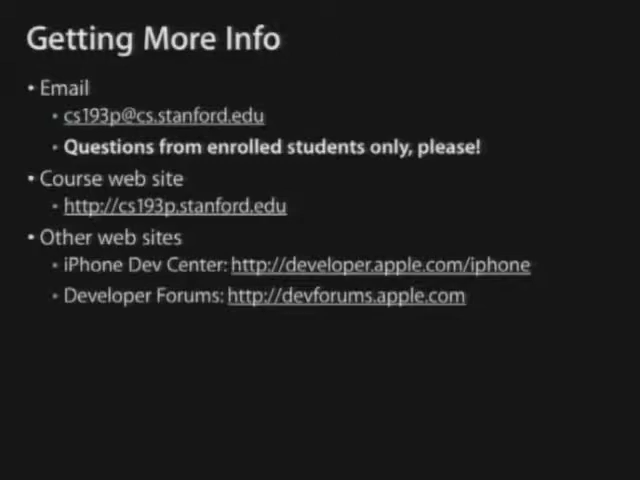 Getting More Info
• Email
• cs193p@cs.stanford.edu
• Questions from enrolled students only, please!
• Course web site
• http://cs193p.stanford.edu
• Other web sites
• iPhone Dev Center: http://developer.apple.com/iphone
• Developer Forums: http://devforums.apple.com